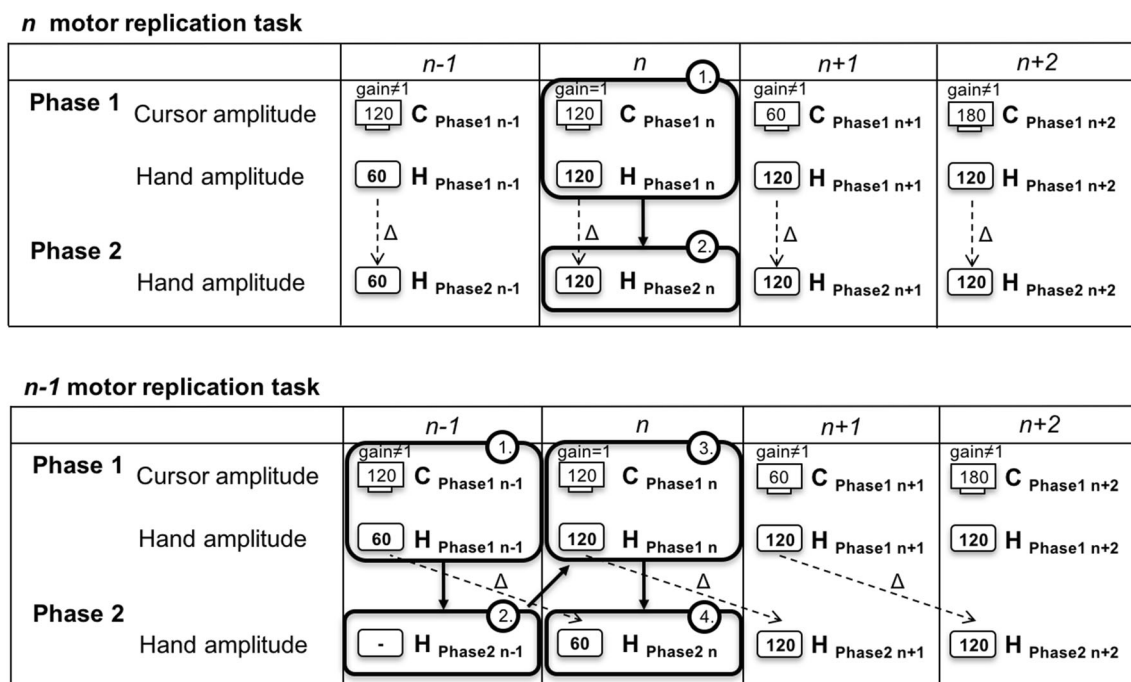 n motor replication task
n-1 n n+1 n+2
Phase 1 gain≠1 gain=1 1. gain≠1 gain≠1
Cursor amplitude 120 C Phase1 n-1 120 C Phase1 n 60 C Phase1 n+1 180 C Phase1 n+2
Hand amplitude 60 H Phase1 n-1 120 H Phase1 n 120 H Phase1 n+1 120 H Phase1 n+2
Δ Δ Δ Δ
Phase 2 2.
Hand amplitude 60 H Phase2 n-1 120 H Phase2 n 120 H Phase2 n+1 120 H Phase2 n+2
n-1 motor replication task
n-1 n n+1 n+2
Phase 1 gain≠1 1. gain=1 3. gain≠1 gain≠1
Cursor amplitude 120 C Phase1 n-1 120 C Phase1 n 60 C Phase1 n+1 180 C Phase1 n+2
Hand amplitude 60 H Phase1 n-1 120 H Phase1 n 120 H Phase1 n+1 120 H Phase1 n+2
Δ Δ Δ
Phase 2 2. 4.
Hand amplitude - H Phase2 n-1 60 H Phase2 n 120 H Phase2 n+1 120 H Phase2 n+2